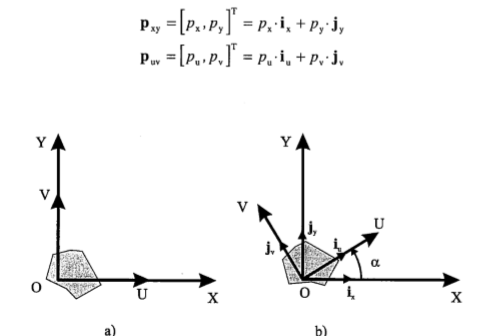 p_xy = [p_x, p_y]^T = p_x · i_x + p_y · j_y
p_uv = [p_u, p_v]^T = p_u · i_u + p_v · j_v
Y
V
O
U
X
a)
Y
V
U
j_y
i_u
j_v
α
O
i_x
X
b)